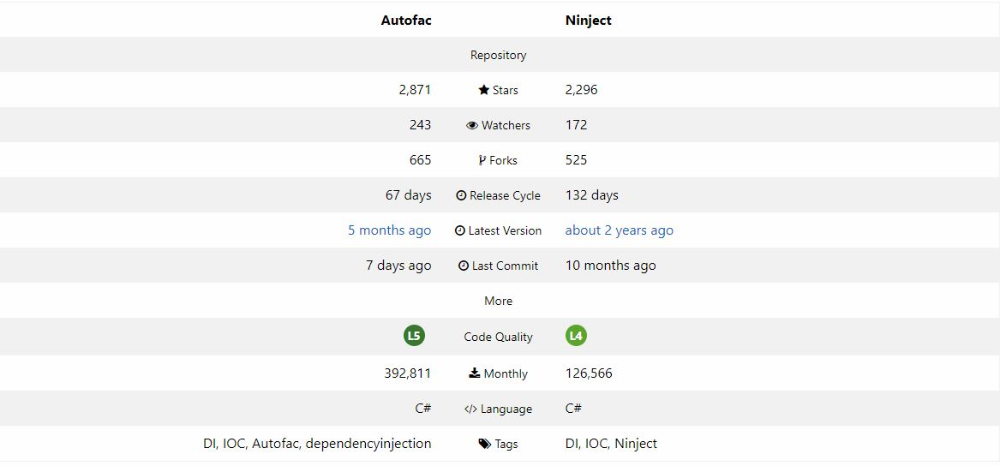 Autofac Ninject
Repository
2,871 Stars 2,296
243 Watchers 172
665 Forks 525
67 days Release Cycle 132 days
5 months ago Latest Version about 2 years ago
7 days ago Last Commit 10 months ago
More
L5 Code Quality L4
392,811 Monthly 126,566
C# </> Language C#
DI, IOC, Autofac, dependencyinjection Tags DI, IOC, Ninject